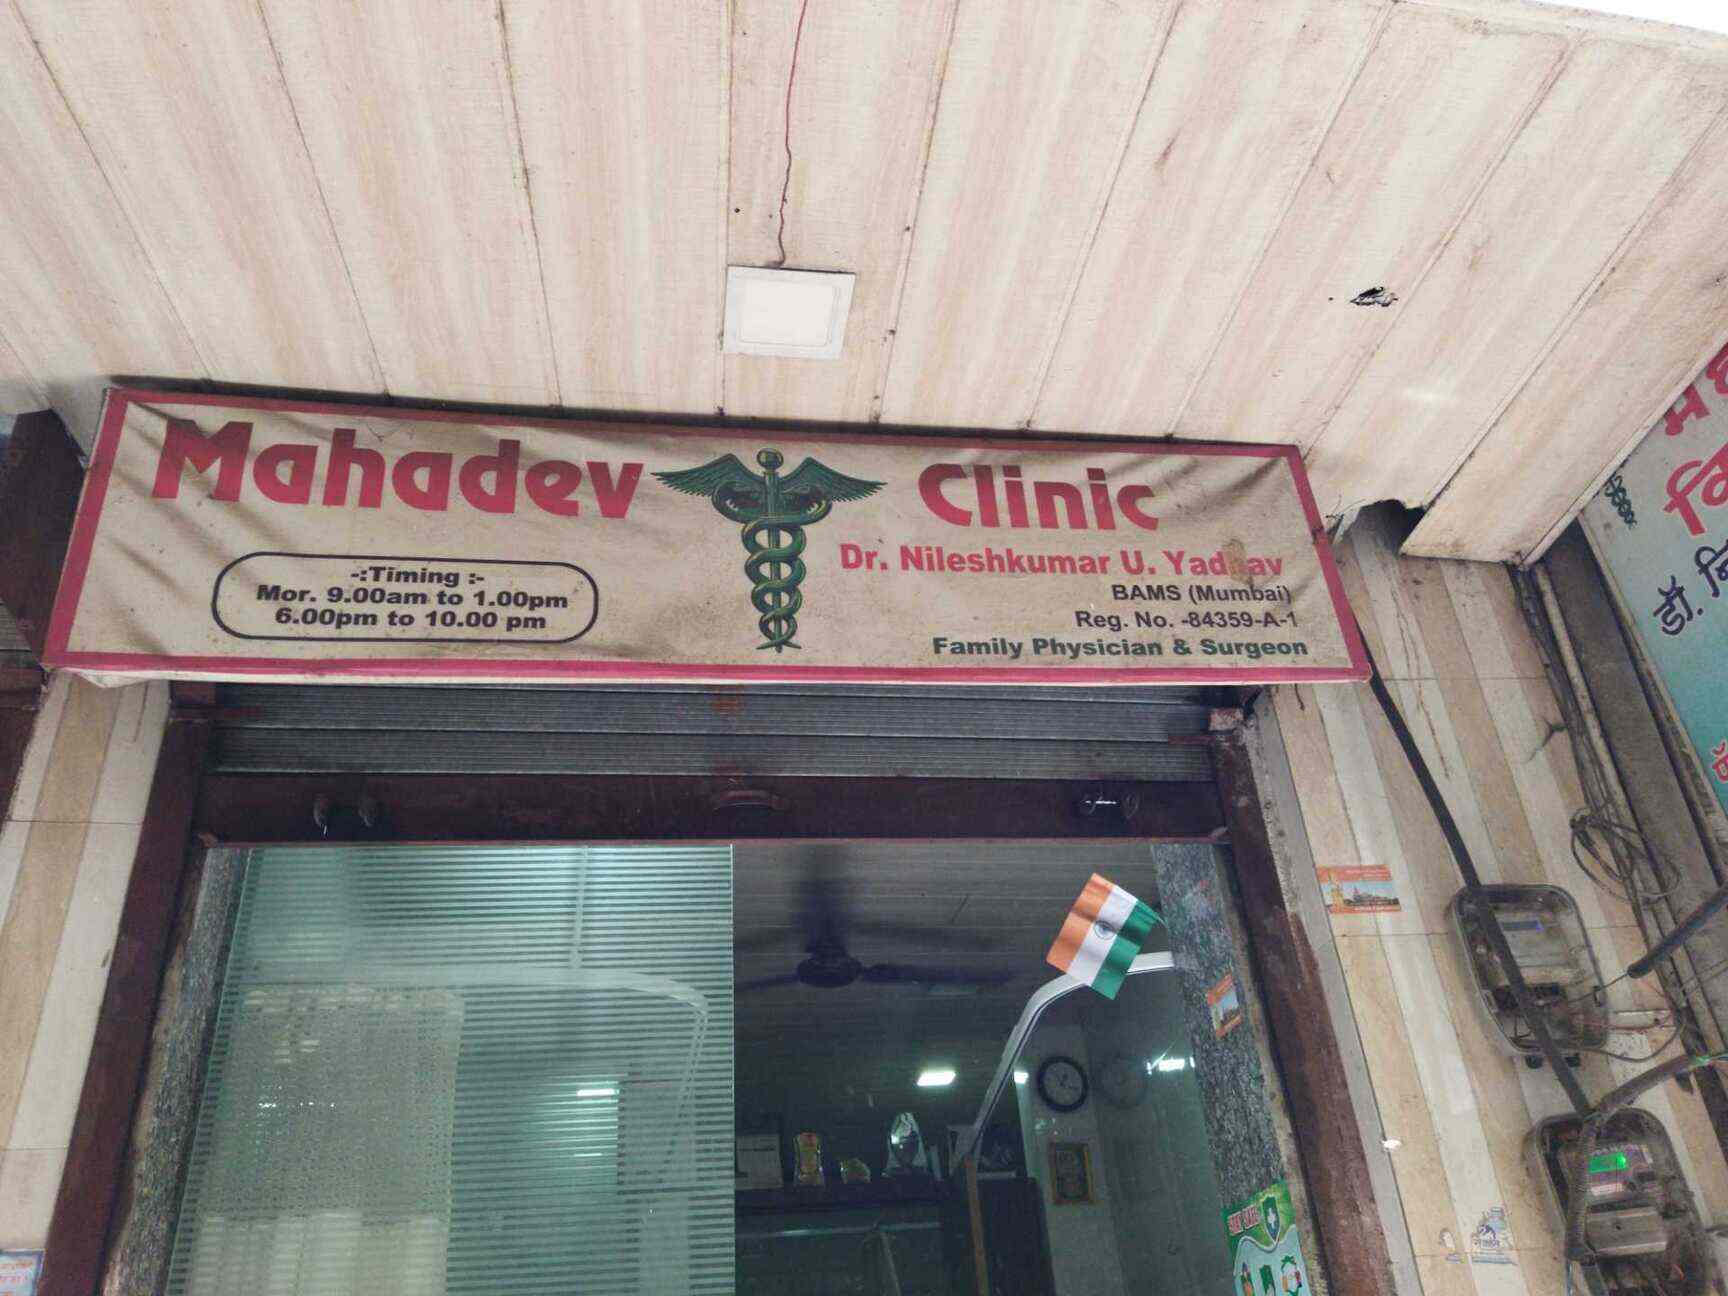 Mahadev Clinic
-:Timing :-
Mor. 9.00am to 1.00pm
6.00pm to 10.00 pm
Dr. Nileshkumar U. Yadav
BAMS (Mumbai)
Reg. No. -84359-A-1
Family Physician & Surgeon
डॉ.